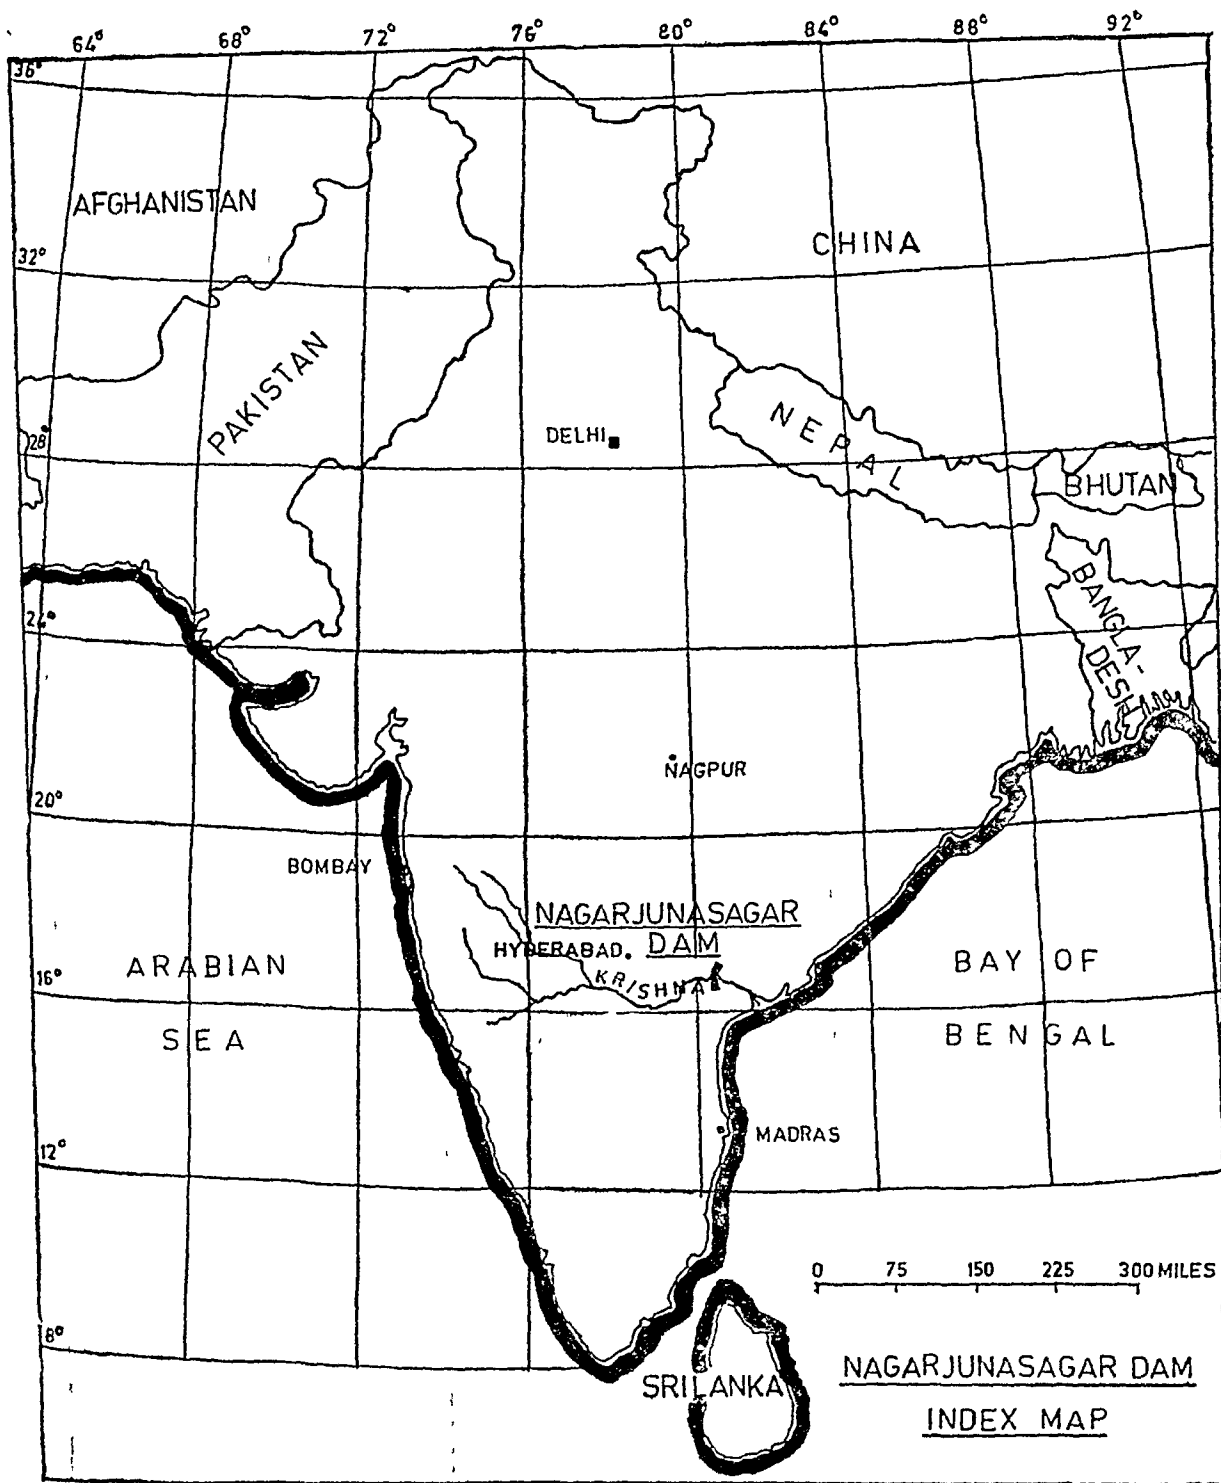 64° 68° 72° 76° 80° 84° 88° 92°
36°
AFGHANISTAN
CHINA
32°
PAKISTAN
NEPAL
DELHI
28°
BHUTAN
BANGLA-
DESH
24°
NAGPUR
20°
BOMBAY
NAGARJUNASAGAR
HYDERABAD. DAM
KRISHNA
ARABIAN
SEA
16°
BAY OF
BENGAL
12°
MADRAS
0 75 150 225 300 MILES
8°
SRILANKA
NAGARJUNASAGAR DAM
INDEX MAP